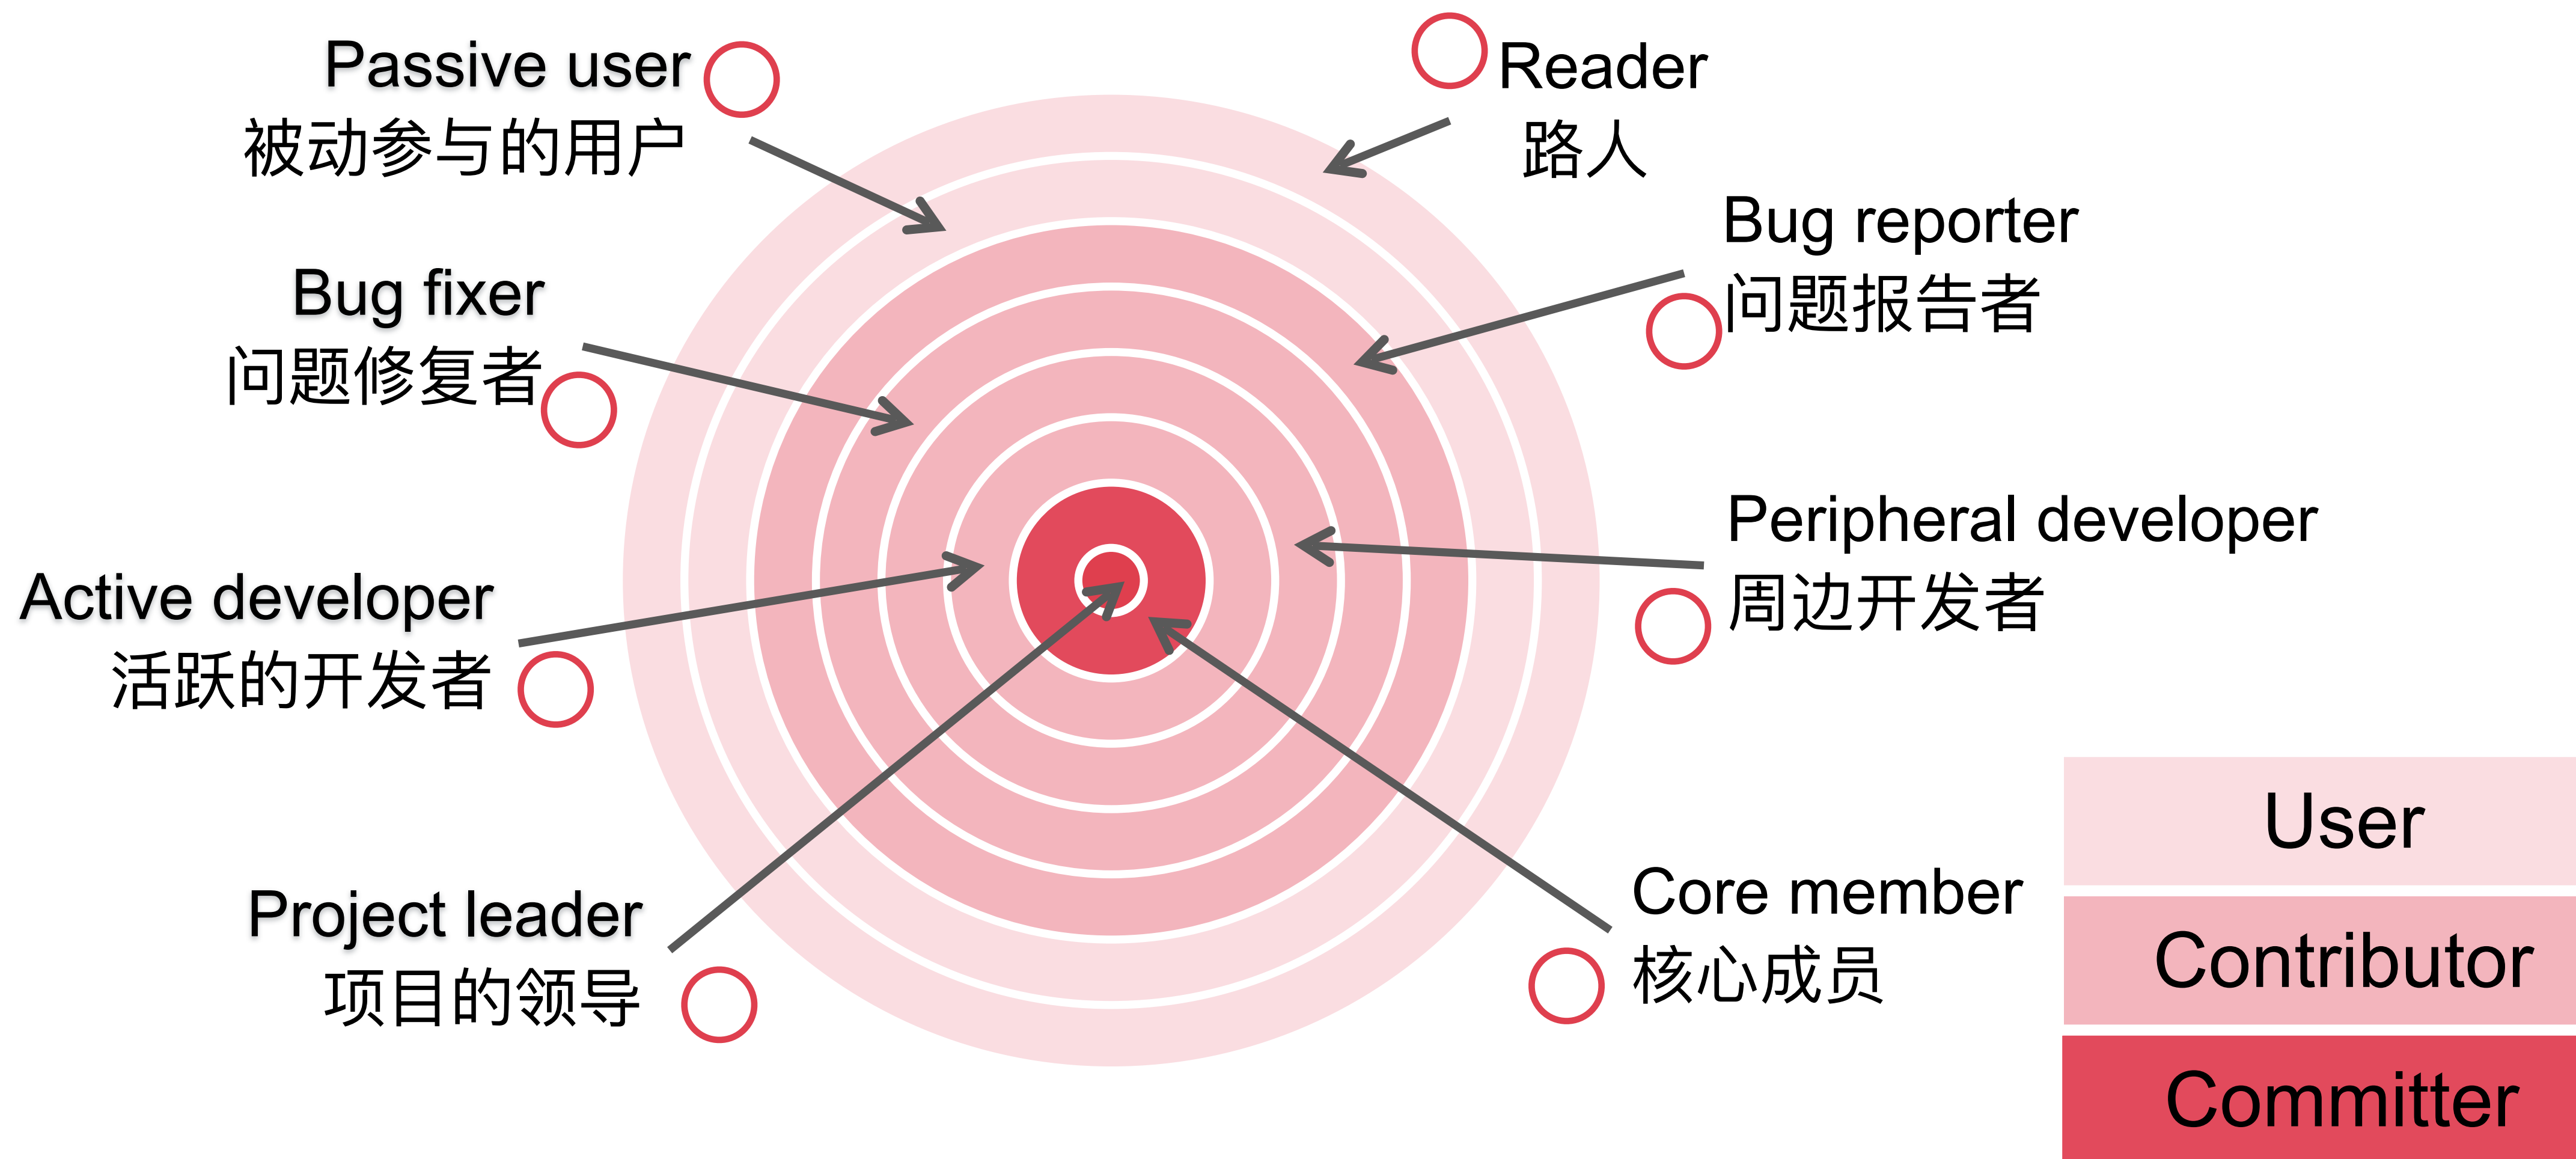 Passive user
被动参与的用户
Reader
路人
Bug reporter
问题报告者
Bug fixer
问题修复者
Peripheral developer
周边开发者
Active developer
活跃的开发者
Project leader
项目的领导
Core member
核心成员
User
Contributor
Committer